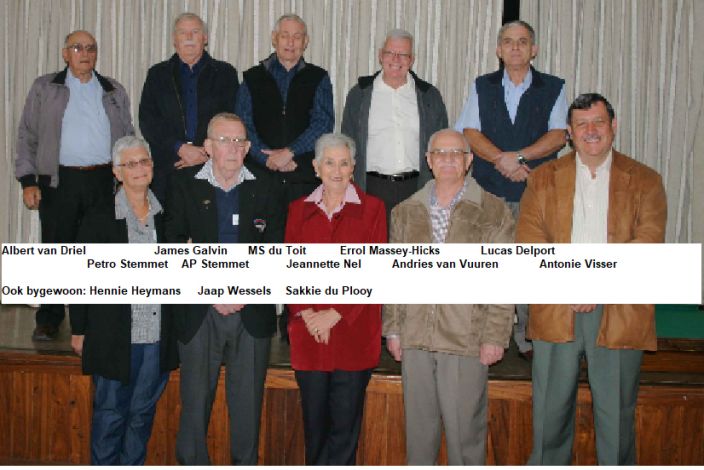 Albert van Driel James Galvin MS du Toit Errol Massey-Hicks Lucas Delport
Petro Stemmet AP Stemmet Jeannette Nel Andries van Vuuren Antonie Visser
Ook bygewoon: Hennie Heymans Jaap Wessels Sakkie du Plooy